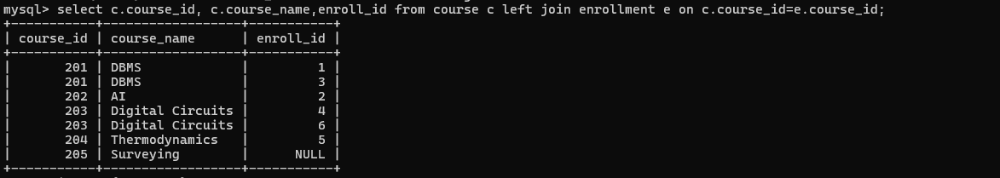 mysql> select c.course_id, c.course_name,enroll_id from course c left join enrollment e on c.course_id=e.course_id;
+-----------+------------------+-----------+
| course_id | course_name      | enroll_id |
+-----------+------------------+-----------+
|       201 | DBMS             |         1 |
|       201 | DBMS             |         3 |
|       202 | AI               |         2 |
|       203 | Digital Circuits |         4 |
|       203 | Digital Circuits |         6 |
|       204 | Thermodynamics   |         5 |
|       205 | Surveying        |      NULL |
+-----------+------------------+-----------+